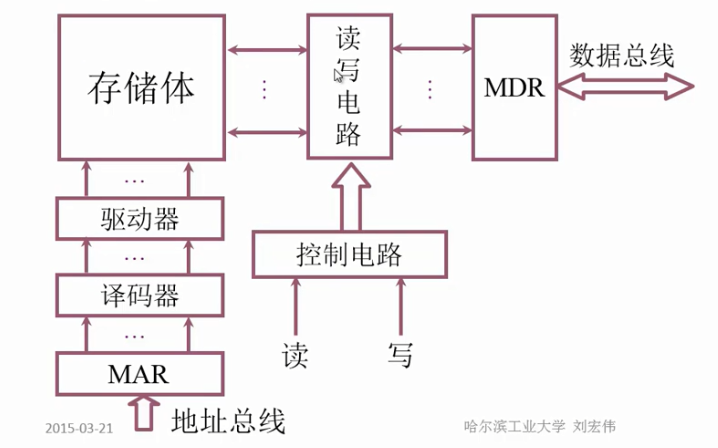 存储体
读
写
电
路
MDR
数据总线
…
…
…
驱动器
…
控制电路
译码器
…
读
写
MAR
地址总线
2015-03-21
哈尔滨工业大学 刘宏伟